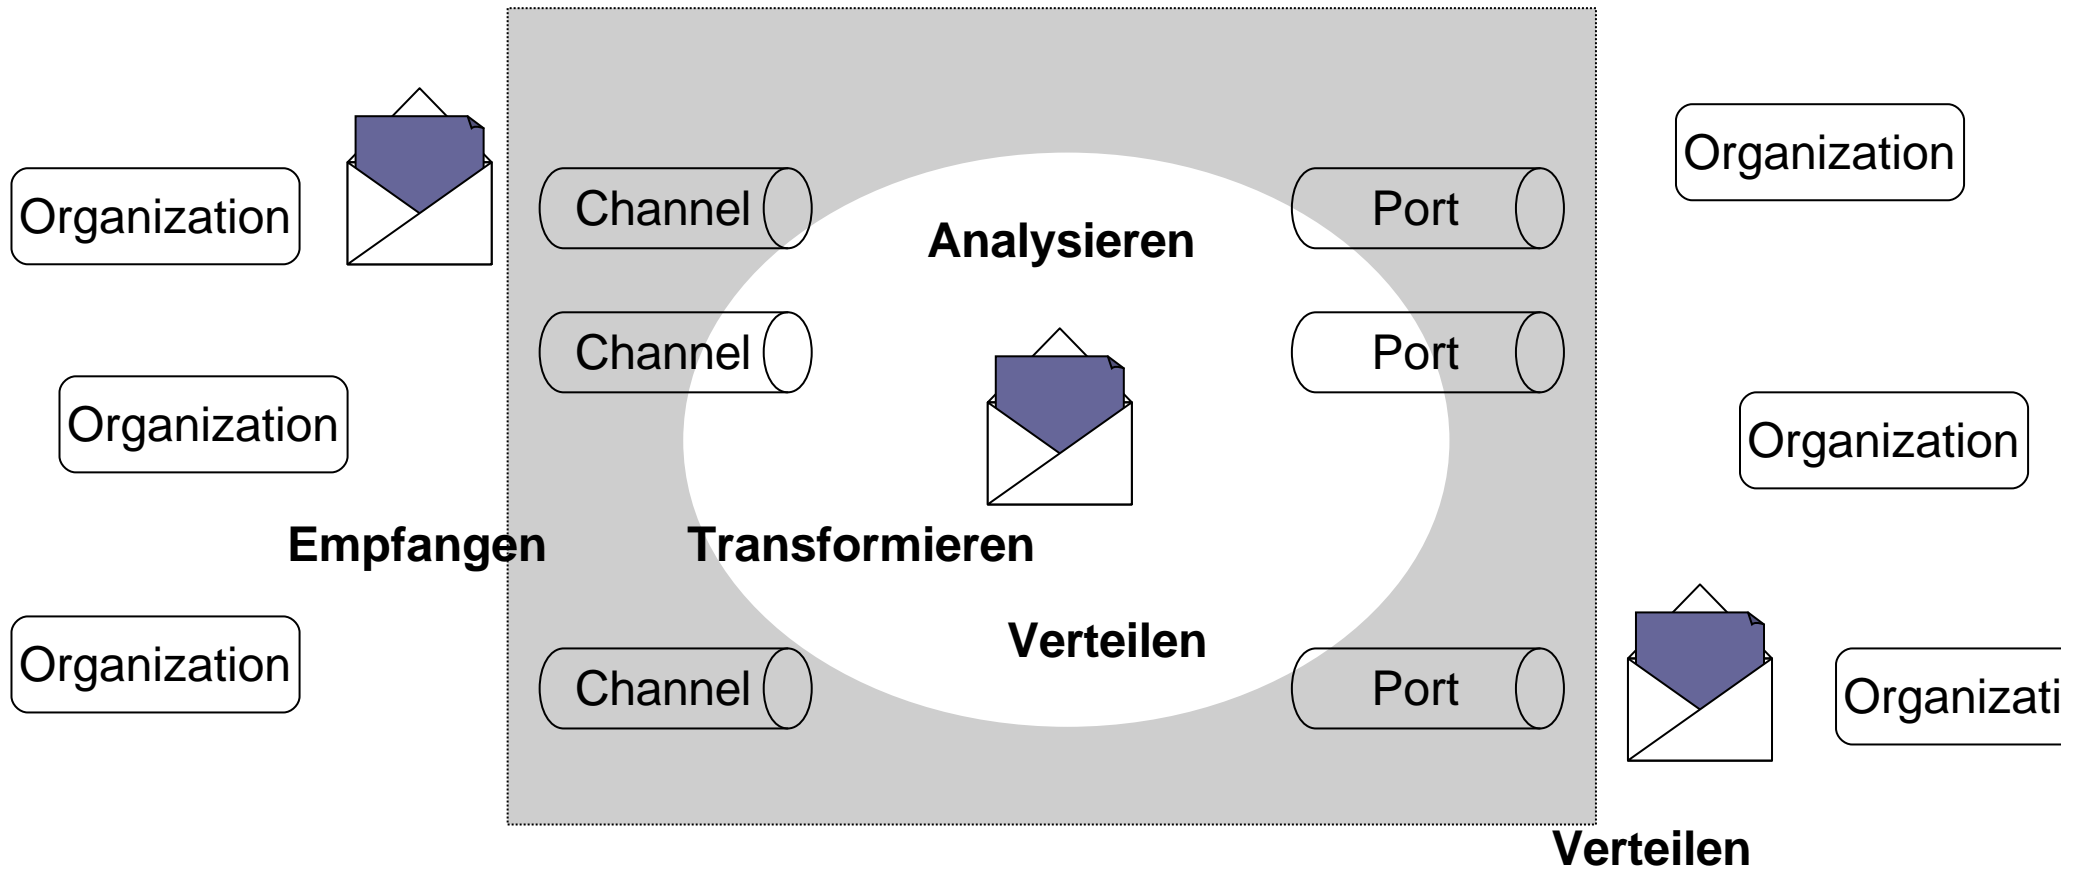 Organization
Organization
Channel
Port
Analysieren
Channel
Port
Organization
Organization
Empfangen
Transformieren
Verteilen
Organization
Channel
Port
Organizati
Verteilen